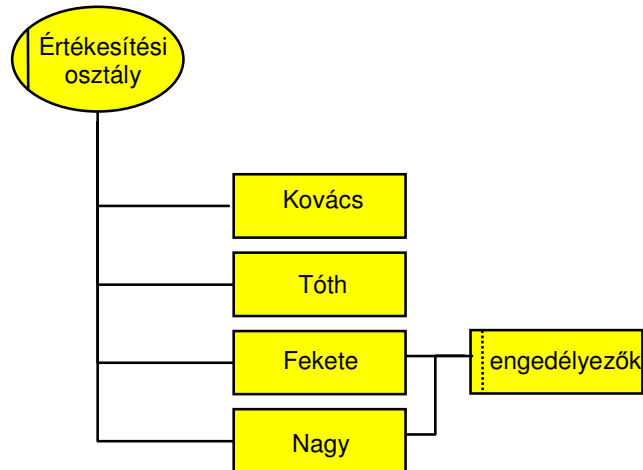 Értékesítési
osztály
Kovács
Tóth
Fekete
engedélyezők
Nagy